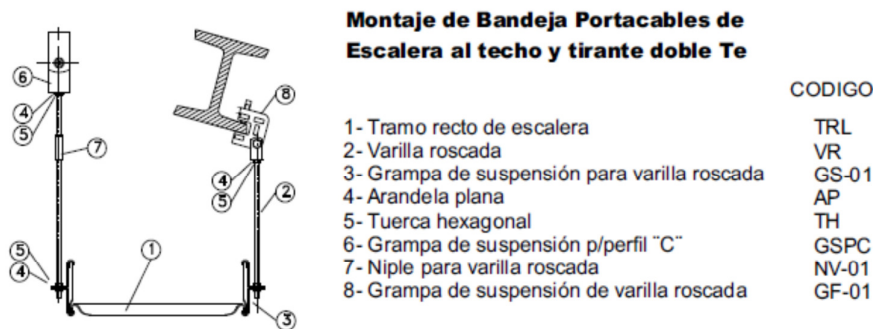 Montaje de Bandeja Portacables de
Escalera al techo y tirante doble Te
CODIGO
1- Tramo recto de escalera TRL
2- Varilla roscada VR
3- Grampa de suspensión para varilla roscada GS-01
4- Arandela plana AP
5- Tuerca hexagonal TH
6- Grampa de suspensión p/perfil ¨C¨ GSPC
7- Niple para varilla roscada NV-01
8- Grampa de suspensión de varilla roscada GF-01
6
4
5
7
8
4
5
2
5
4
1
3